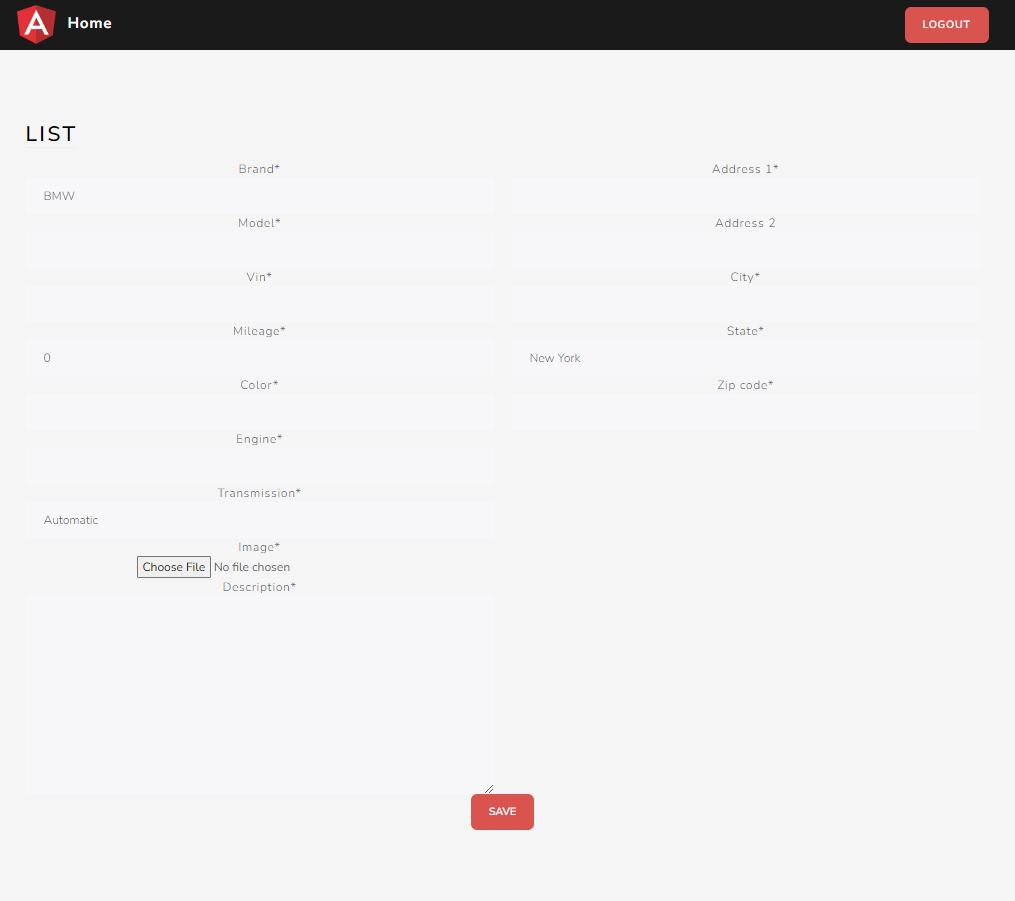 Home
LOGOUT
LIST
Brand*
BMW
Model*
Vin*
Mileage*
0
Color*
Engine*
Transmission*
Automatic
Image*
Choose File No file chosen
Description*
Address 1*
Address 2
City*
State*
New York
Zip code*
SAVE